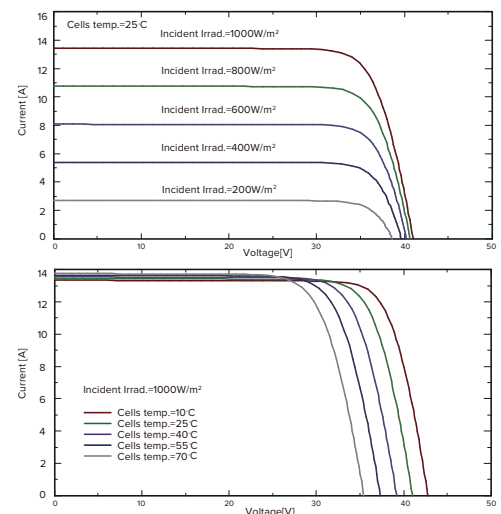 16
14
12
10
8
6
4
2
0
Current [A]
Cells temp.=25°C
Incident Irrad.=1000W/m²
Incident Irrad.=800W/m²
Incident Irrad.=600W/m²
Incident Irrad.=400W/m²
Incident Irrad.=200W/m²
0 10 20 30 40 50
Voltage[V]
14
12
10
8
6
4
2
0
Current [A]
Incident Irrad.=1000W/m²
Cells temp.=10°C
Cells temp.=25°C
Cells temp.=40°C
Cells temp.=55°C
Cells temp.=70°C
0 10 20 30 40 50
Voltage[V]